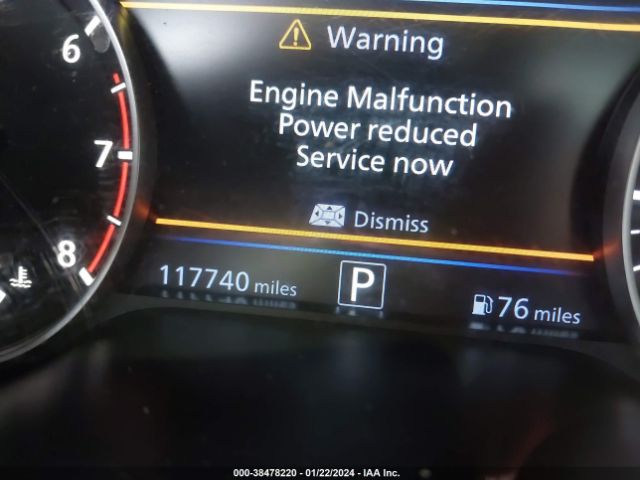 6
7
8
Warning
Engine Malfunction
Power reduced
Service now
Dismiss
117740 miles
P
76 miles
000-38478220 - 01/22/2024 - IAA Inc.